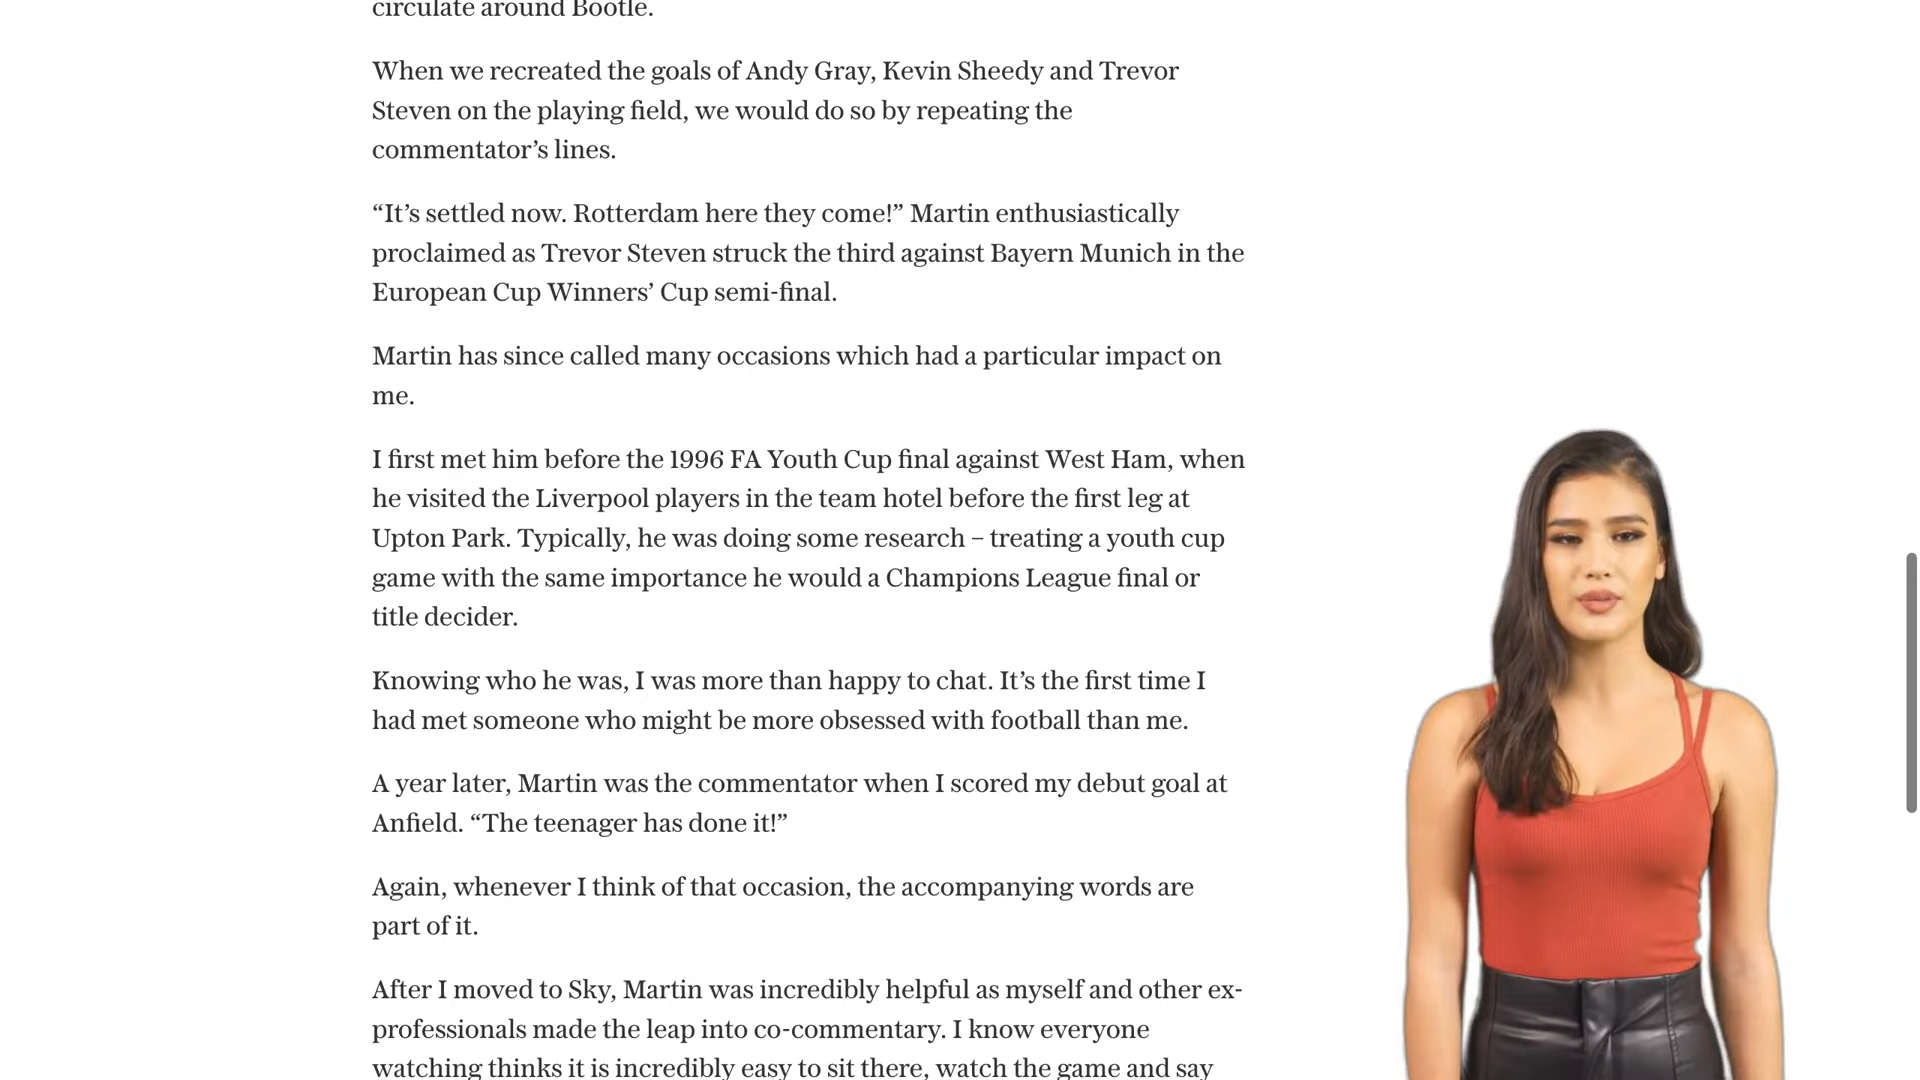 circulate around Bootle.
When we recreated the goals of Andy Gray, Kevin Sheedy and Trevor
Steven on the playing field, we would do so by repeating the
commentator’s lines.
“It’s settled now. Rotterdam here they come!” Martin enthusiastically
proclaimed as Trevor Steven struck the third against Bayern Munich in the
European Cup Winners’ Cup semi-final.
Martin has since called many occasions which had a particular impact on
me.
I first met him before the 1996 FA Youth Cup final against West Ham, when
he visited the Liverpool players in the team hotel before the first leg at
Upton Park. Typically, he was doing some research – treating a youth cup
game with the same importance he would a Champions League final or
title decider.
Knowing who he was, I was more than happy to chat. It’s the first time I
had met someone who might be more obsessed with football than me.
A year later, Martin was the commentator when I scored my debut goal at
Anfield. “The teenager has done it!”
Again, whenever I think of that occasion, the accompanying words are
part of it.
After I moved to Sky, Martin was incredibly helpful as myself and other ex-
professionals made the leap into co-commentary. I know everyone
watching thinks it is incredibly easy to sit there, watch the game and say